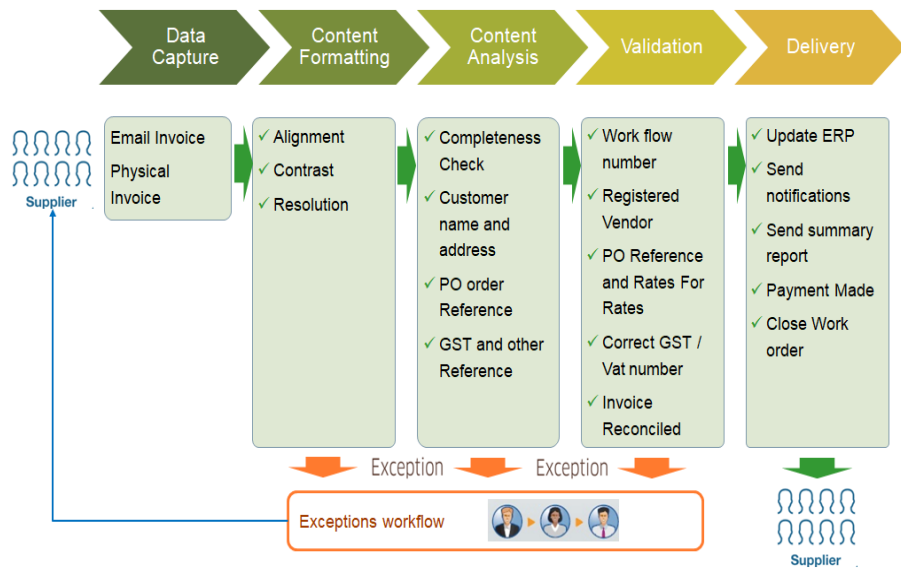 Data
Capture
Content
Formatting
Content
Analysis
Validation
Delivery
Supplier
Email Invoice
Physical
Invoice
Alignment
Contrast
Resolution
Completeness
Check
Customer
name and
address
PO order
Reference
GST and other
Reference
Work flow
number
Registered
Vendor
PO Reference
and Rates For
Rates
Correct GST /
Vat number
Invoice
Reconciled
Update ERP
Send
notifications
Send summary
report
Payment Made
Close Work
order
Exception
Exception
Exceptions workflow
Supplier